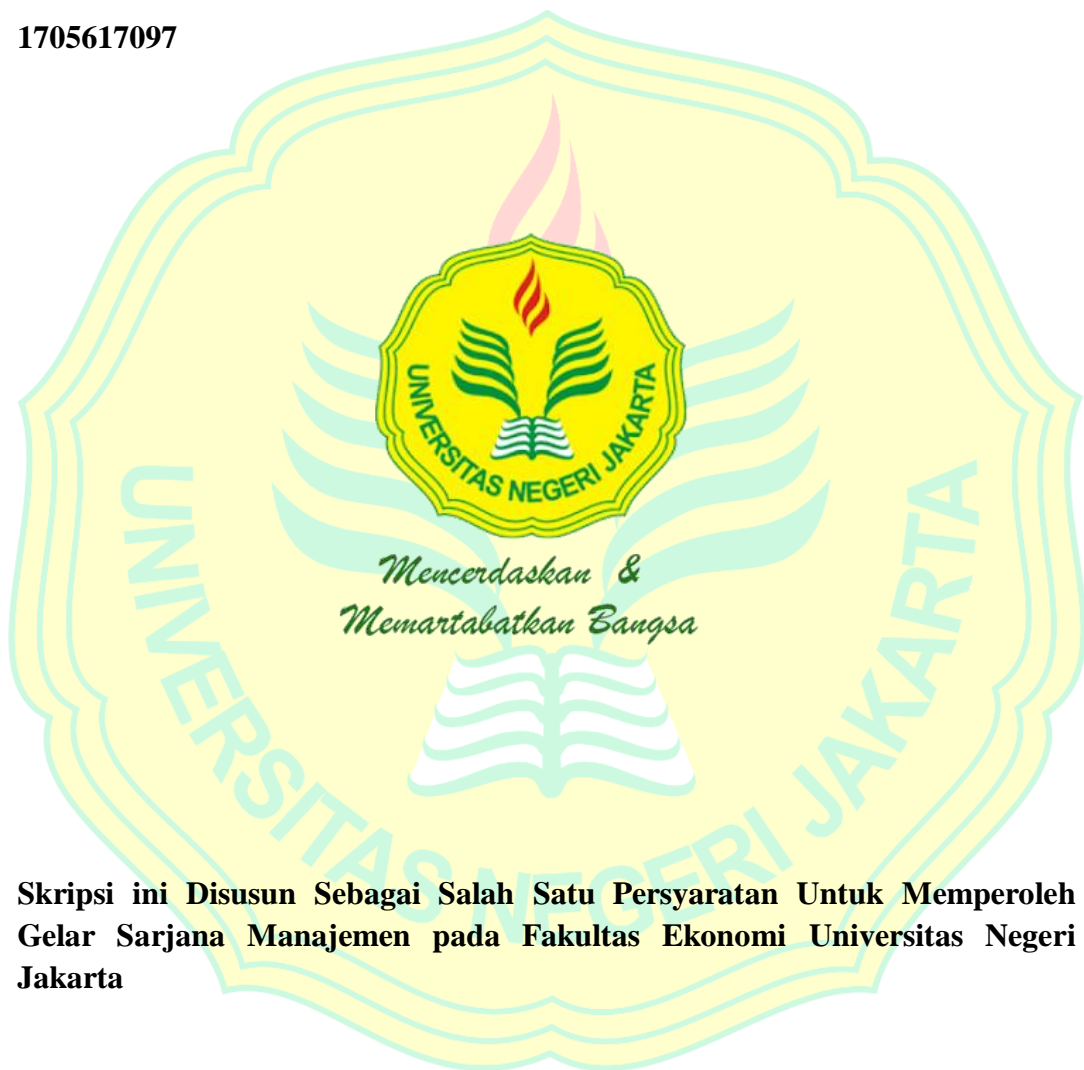 1705617097
UNIVERSITAS NEGERI JAKARTA
Mencerdaskan &
Memartabatkan Bangsa
UNIVERSITAS NEGERI JAKARTA
Skripsi ini Disusun Sebagai Salah Satu Persyaratan Untuk Memperoleh
Gelar Sarjana Manajemen pada Fakultas Ekonomi Universitas Negeri
Jakarta